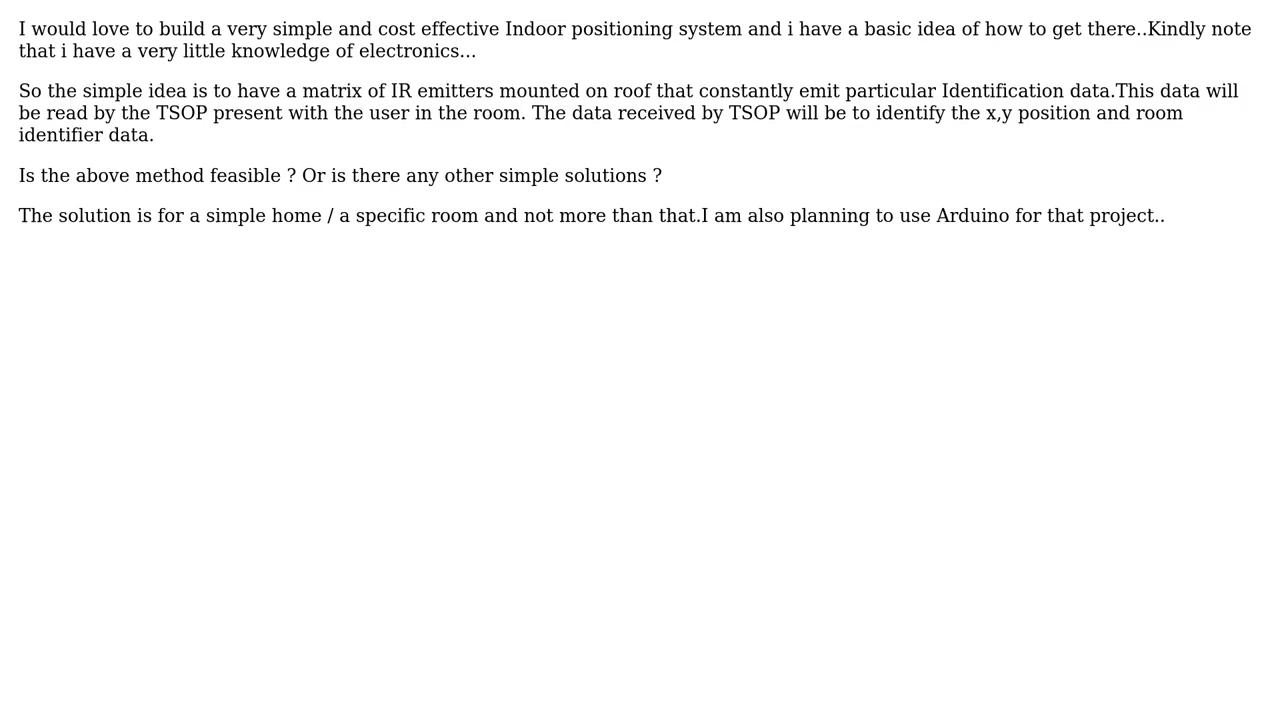 I would love to build a very simple and cost effective Indoor positioning system and i have a basic idea of how to get there..Kindly note
that i have a very little knowledge of electronics...
So the simple idea is to have a matrix of IR emitters mounted on roof that constantly emit particular Identification data.This data will
be read by the TSOP present with the user in the room. The data received by TSOP will be to identify the x,y position and room
identifier data.
Is the above method feasible ? Or is there any other simple solutions ?
The solution is for a simple home / a specific room and not more than that.I am also planning to use Arduino for that project..